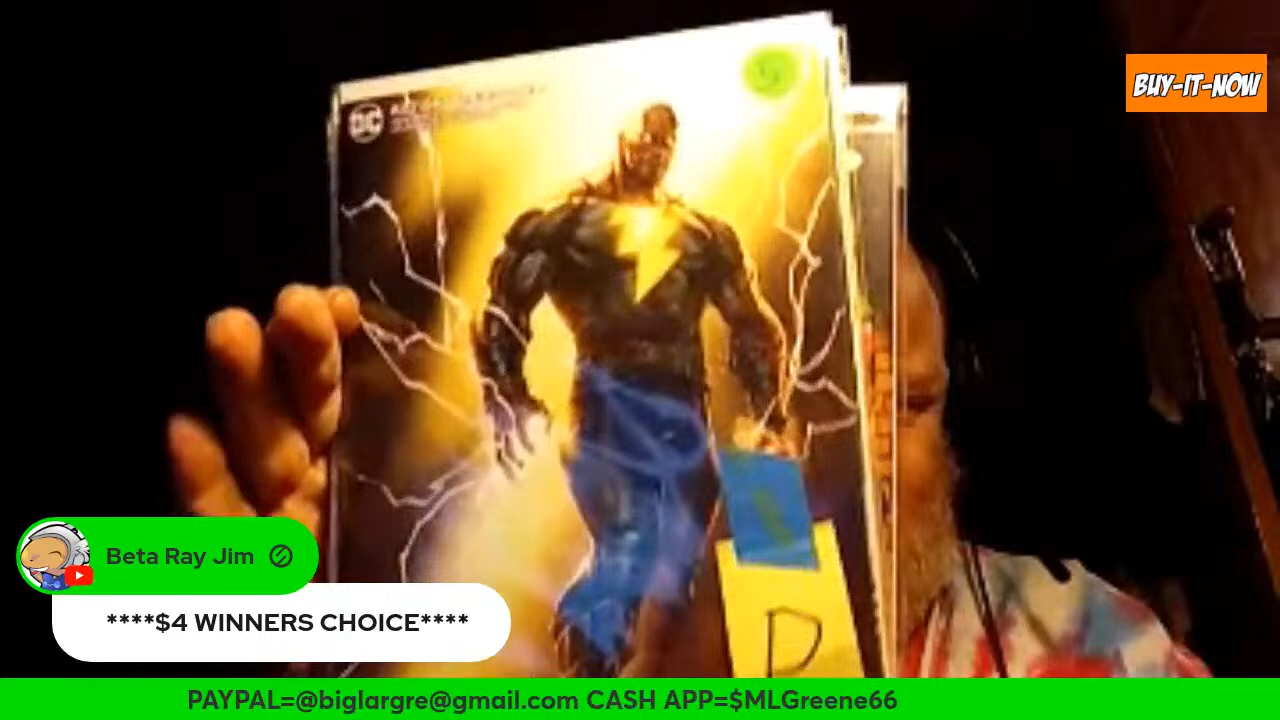 BUY-IT-NOW
DC
D
Beta Ray Jim
****$4 WINNERS CHOICE****
PAYPAL=@biglargre@gmail.com CASH APP=$MLGreene66